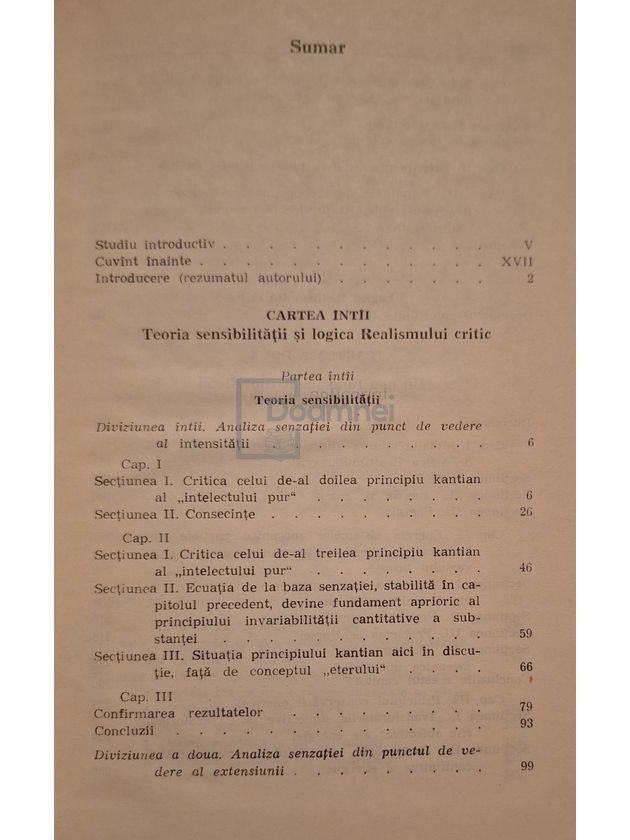 Sumar
Studiu introductiv . . . . . . . . . . . . V
Cuvînt înainte . . . . . . . . . . . . . XVII
Introducere (rezumatul autorului) . . . . . . . 2
CARTEA ÎNTÎI
Teoria sensibilității și logica Realismului critic
Partea întîi
Teoria sensibilității
Diviziunea întîi. Analiza senzației din punct de vedere
al intensității . . . . . . . . . . 6
Cap. I
Secțiunea I. Critica celui de-al doilea principiu kantian
al „intelectului pur“ . . . . . . . . 6
Secțiunea II. Consecințe . . . . . . . . . . 26
Cap. II
Secțiunea I. Critica celui de-al treilea principiu kantian
al „intelectului pur“ . . . . . . . . 46
Secțiunea II. Ecuația de la baza senzației, stabilită în ca-
pitolul precedent, devine fundament aprioric al
principiului invariabilității cantitative a sub-
stanței . . . . . . . . . . . . 59
Secțiunea III. Situația principiului kantian aici în discu-
ție, față de conceptul „eterului“ . . . . . 66
Cap. III
Confirmarea rezultatelor . . . . . . . . . 79
Concluzii . . . . . . . . . . . . . . 93
Diviziunea a doua. Analiza senzației din punctul de ve-
dere al extensiunii . . . . . . . . . 99